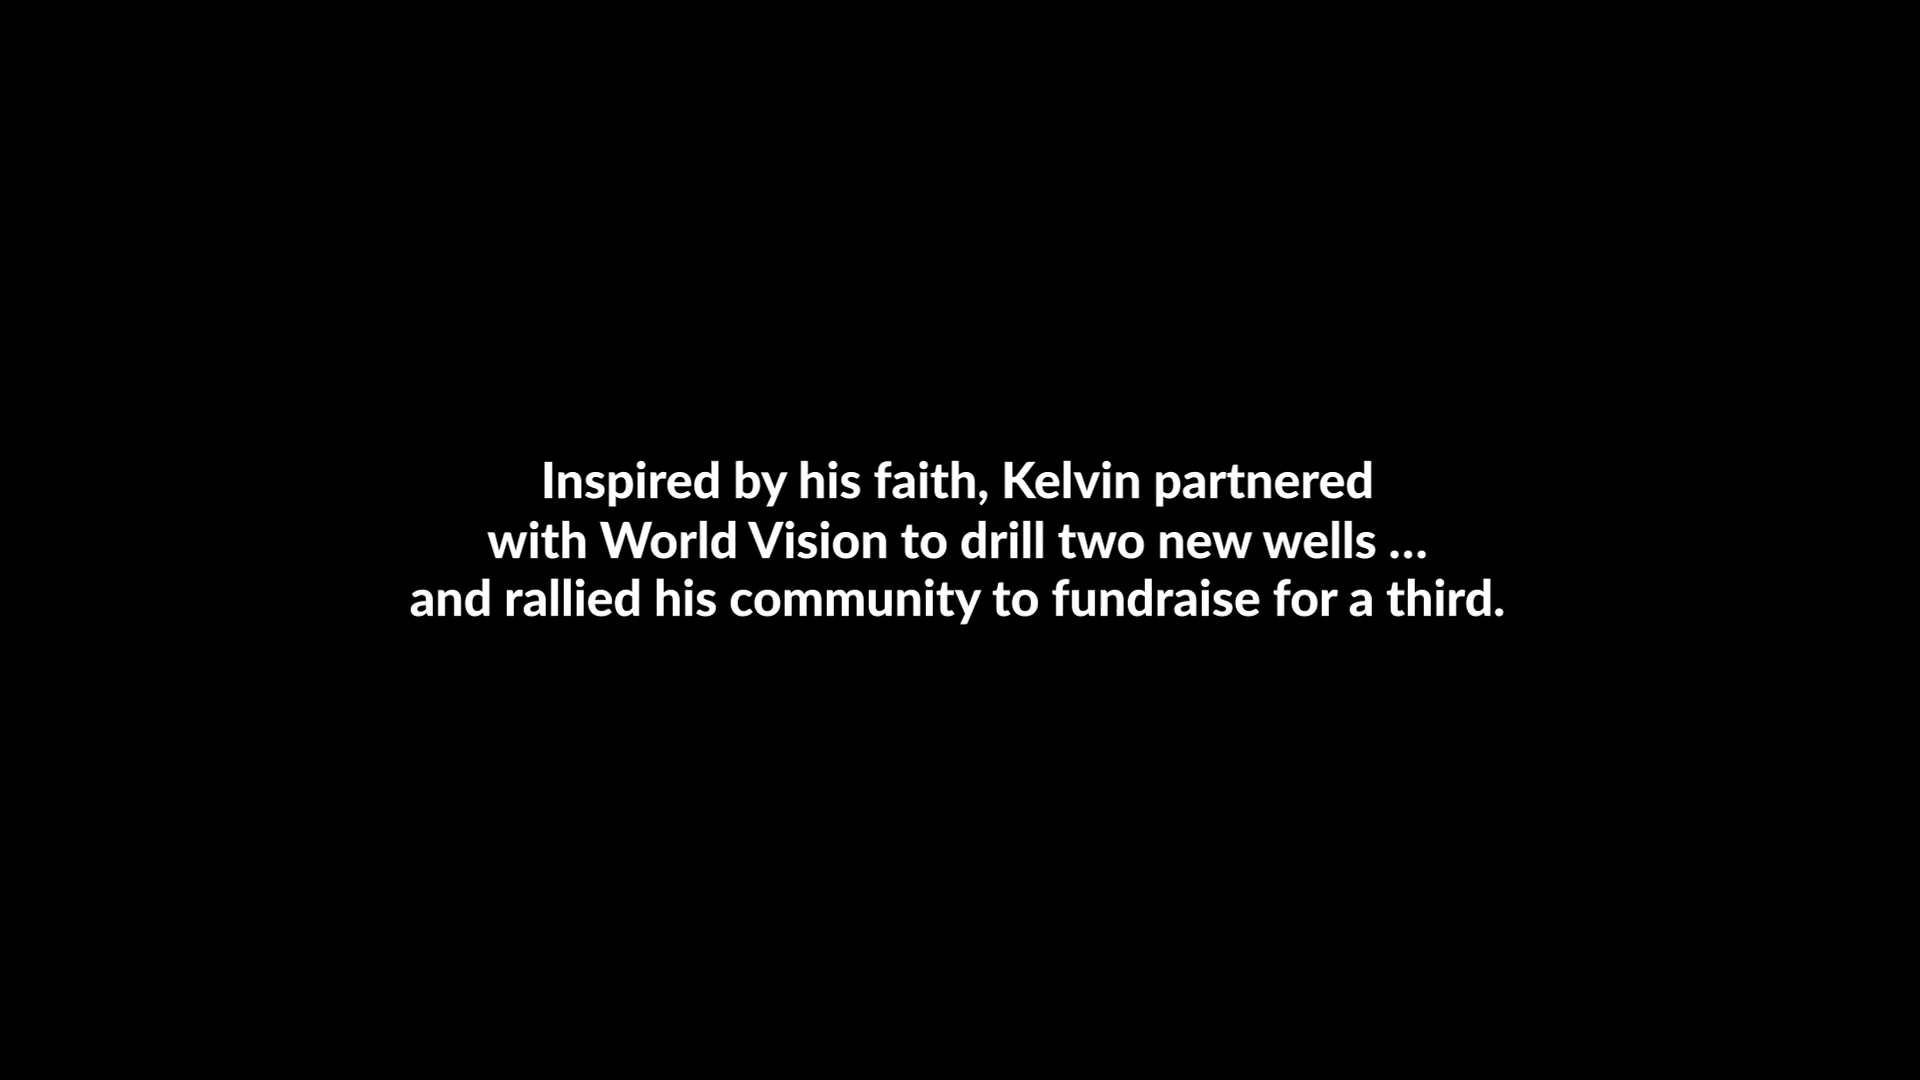 Inspired by his faith, Kelvin partnered
with World Vision to drill two new wells ...
and rallied his community to fundraise for a third.